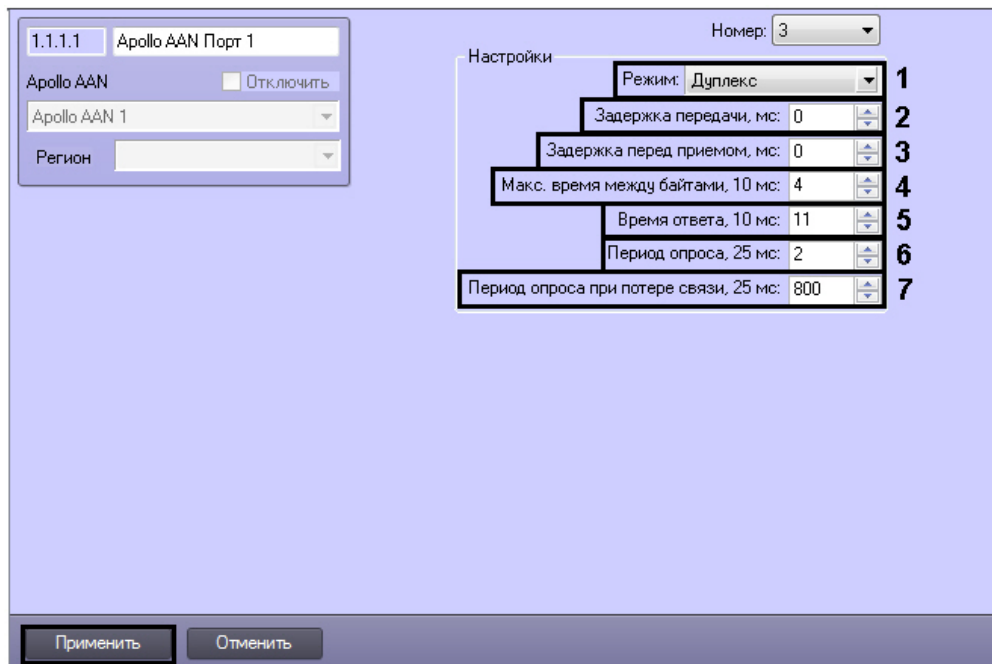 1.1.1.1 Apollo AAN Порт 1
Apollo AAN Отключить
Apollo AAN 1
Регион
Номер: 3
Настройки
Режим: Дуплекс 1
Задержка передачи, мс: 0 2
Задержка перед приемом, мс: 0 3
Макс. время между байтами, 10 мс: 4 4
Время ответа, 10 мс: 11 5
Период опроса, 25 мс: 2 6
Период опроса при потере связи, 25 мс: 800 7
Применить Отменить